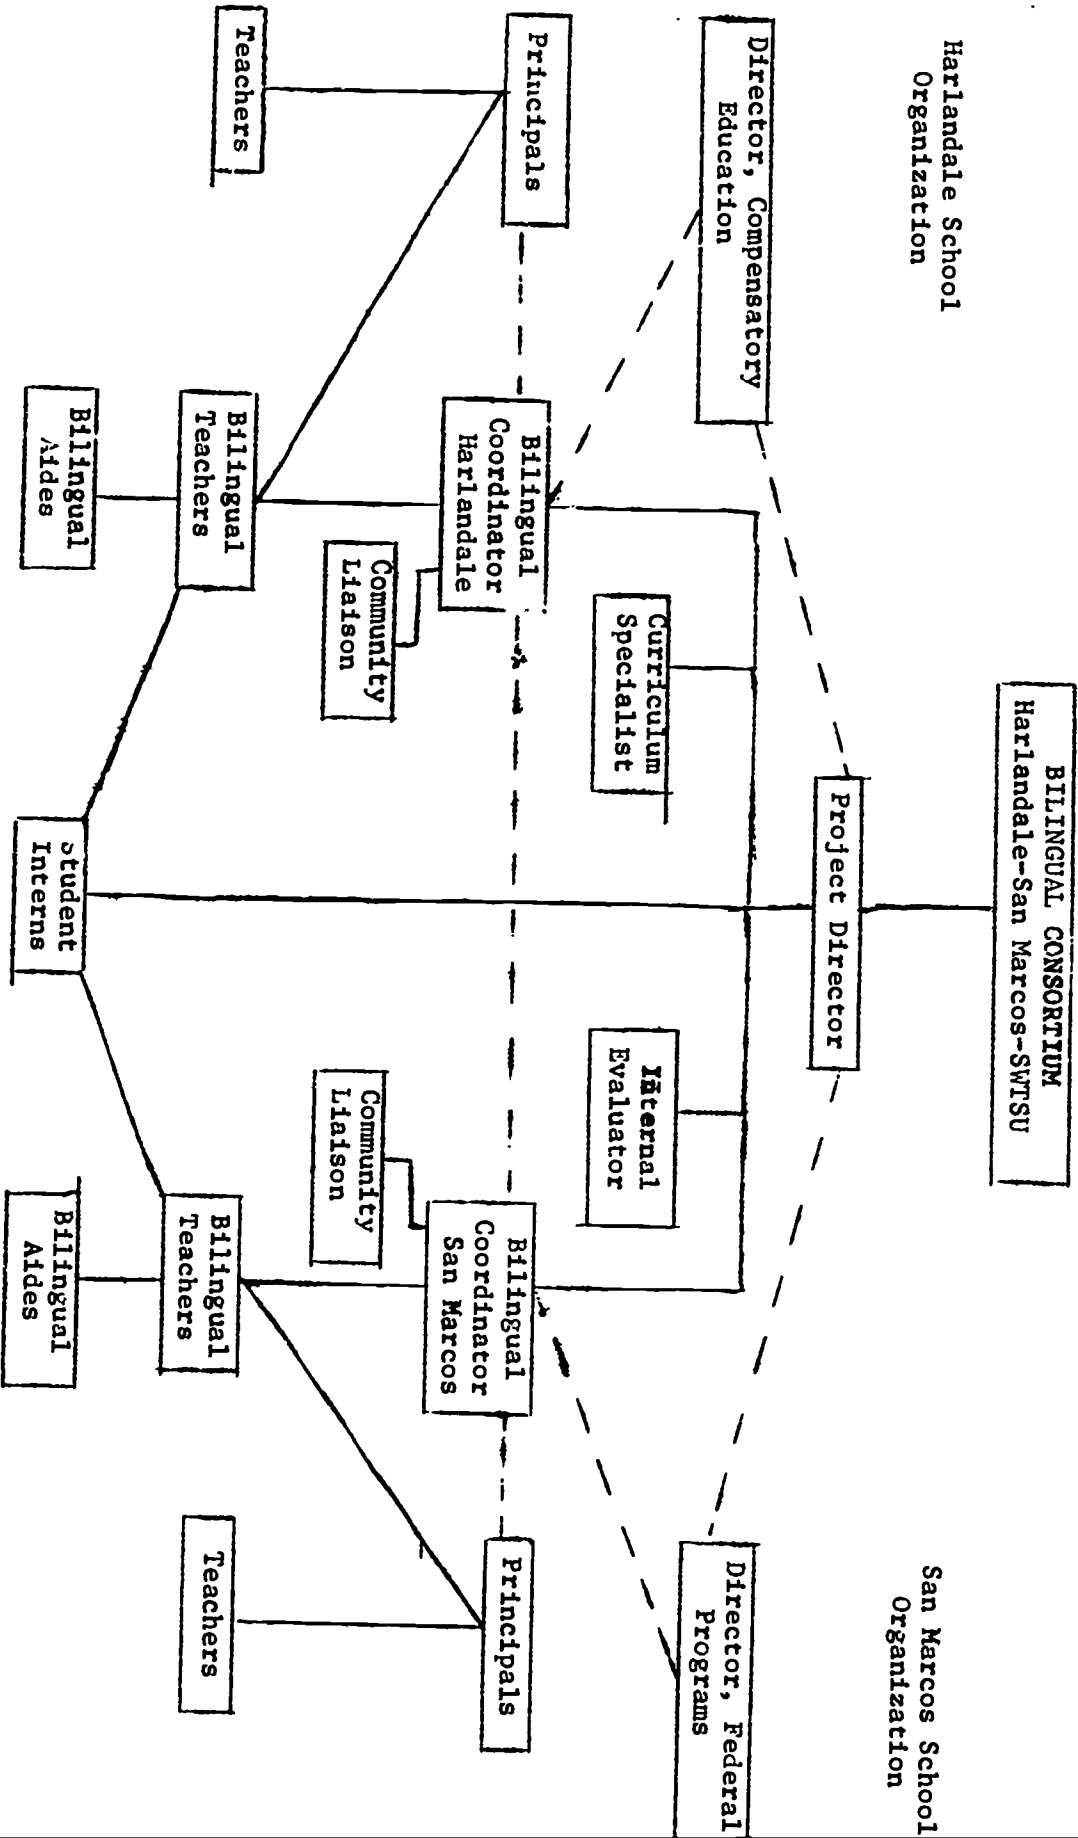 BILINGUAL CONSORTIUM
Harlandale-San Marcos-SWTSU
Harlandale School
Organization
San Marcos School
Organization
Project Director
Director, Compensatory
Education
Director, Federal
Programs
Curriculum
Specialist
Internal
Evaluator
Principals
Bilingual
Coordinator
Harlandale
Bilingual
Coordinator
San Marcos
Principals
Community
Liaison
Community
Liaison
Teachers
Bilingual
Teachers
Bilingual
Teachers
Teachers
Bilingual
Aides
Student
Interns
Bilingual
Aides